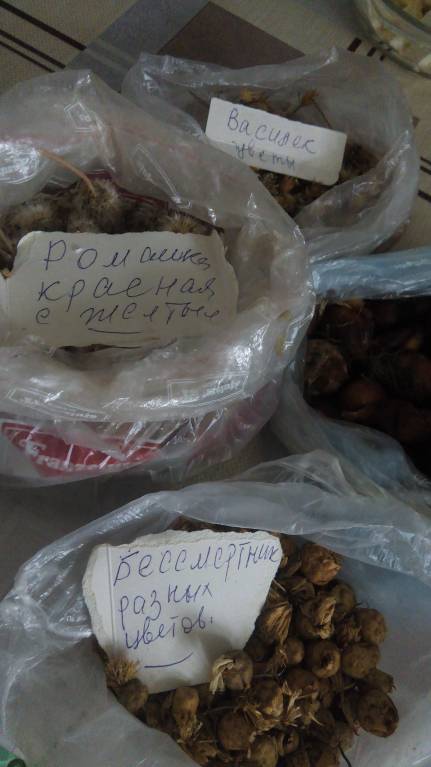 Василек
цветы
Ромашка
красная
с желтым
Бессмертник
разных
цветов.